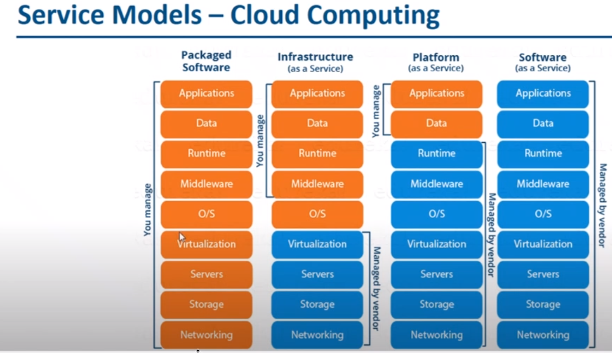 Service Models – Cloud Computing
Packaged
Software
Infrastructure
(as a Service)
Platform
(as a Service)
Software
(as a Service)
You manage
Applications
Data
Runtime
Middleware
O/S
Virtualization
Servers
Storage
Networking
You manage
Applications
Data
Runtime
Middleware
O/S
Virtualization
Servers
Storage
Networking
Managed by vendor
You manage
Applications
Data
Runtime
Middleware
O/S
Virtualization
Servers
Storage
Networking
Managed by vendor
Applications
Data
Runtime
Middleware
O/S
Virtualization
Servers
Storage
Networking
Managed by vendor